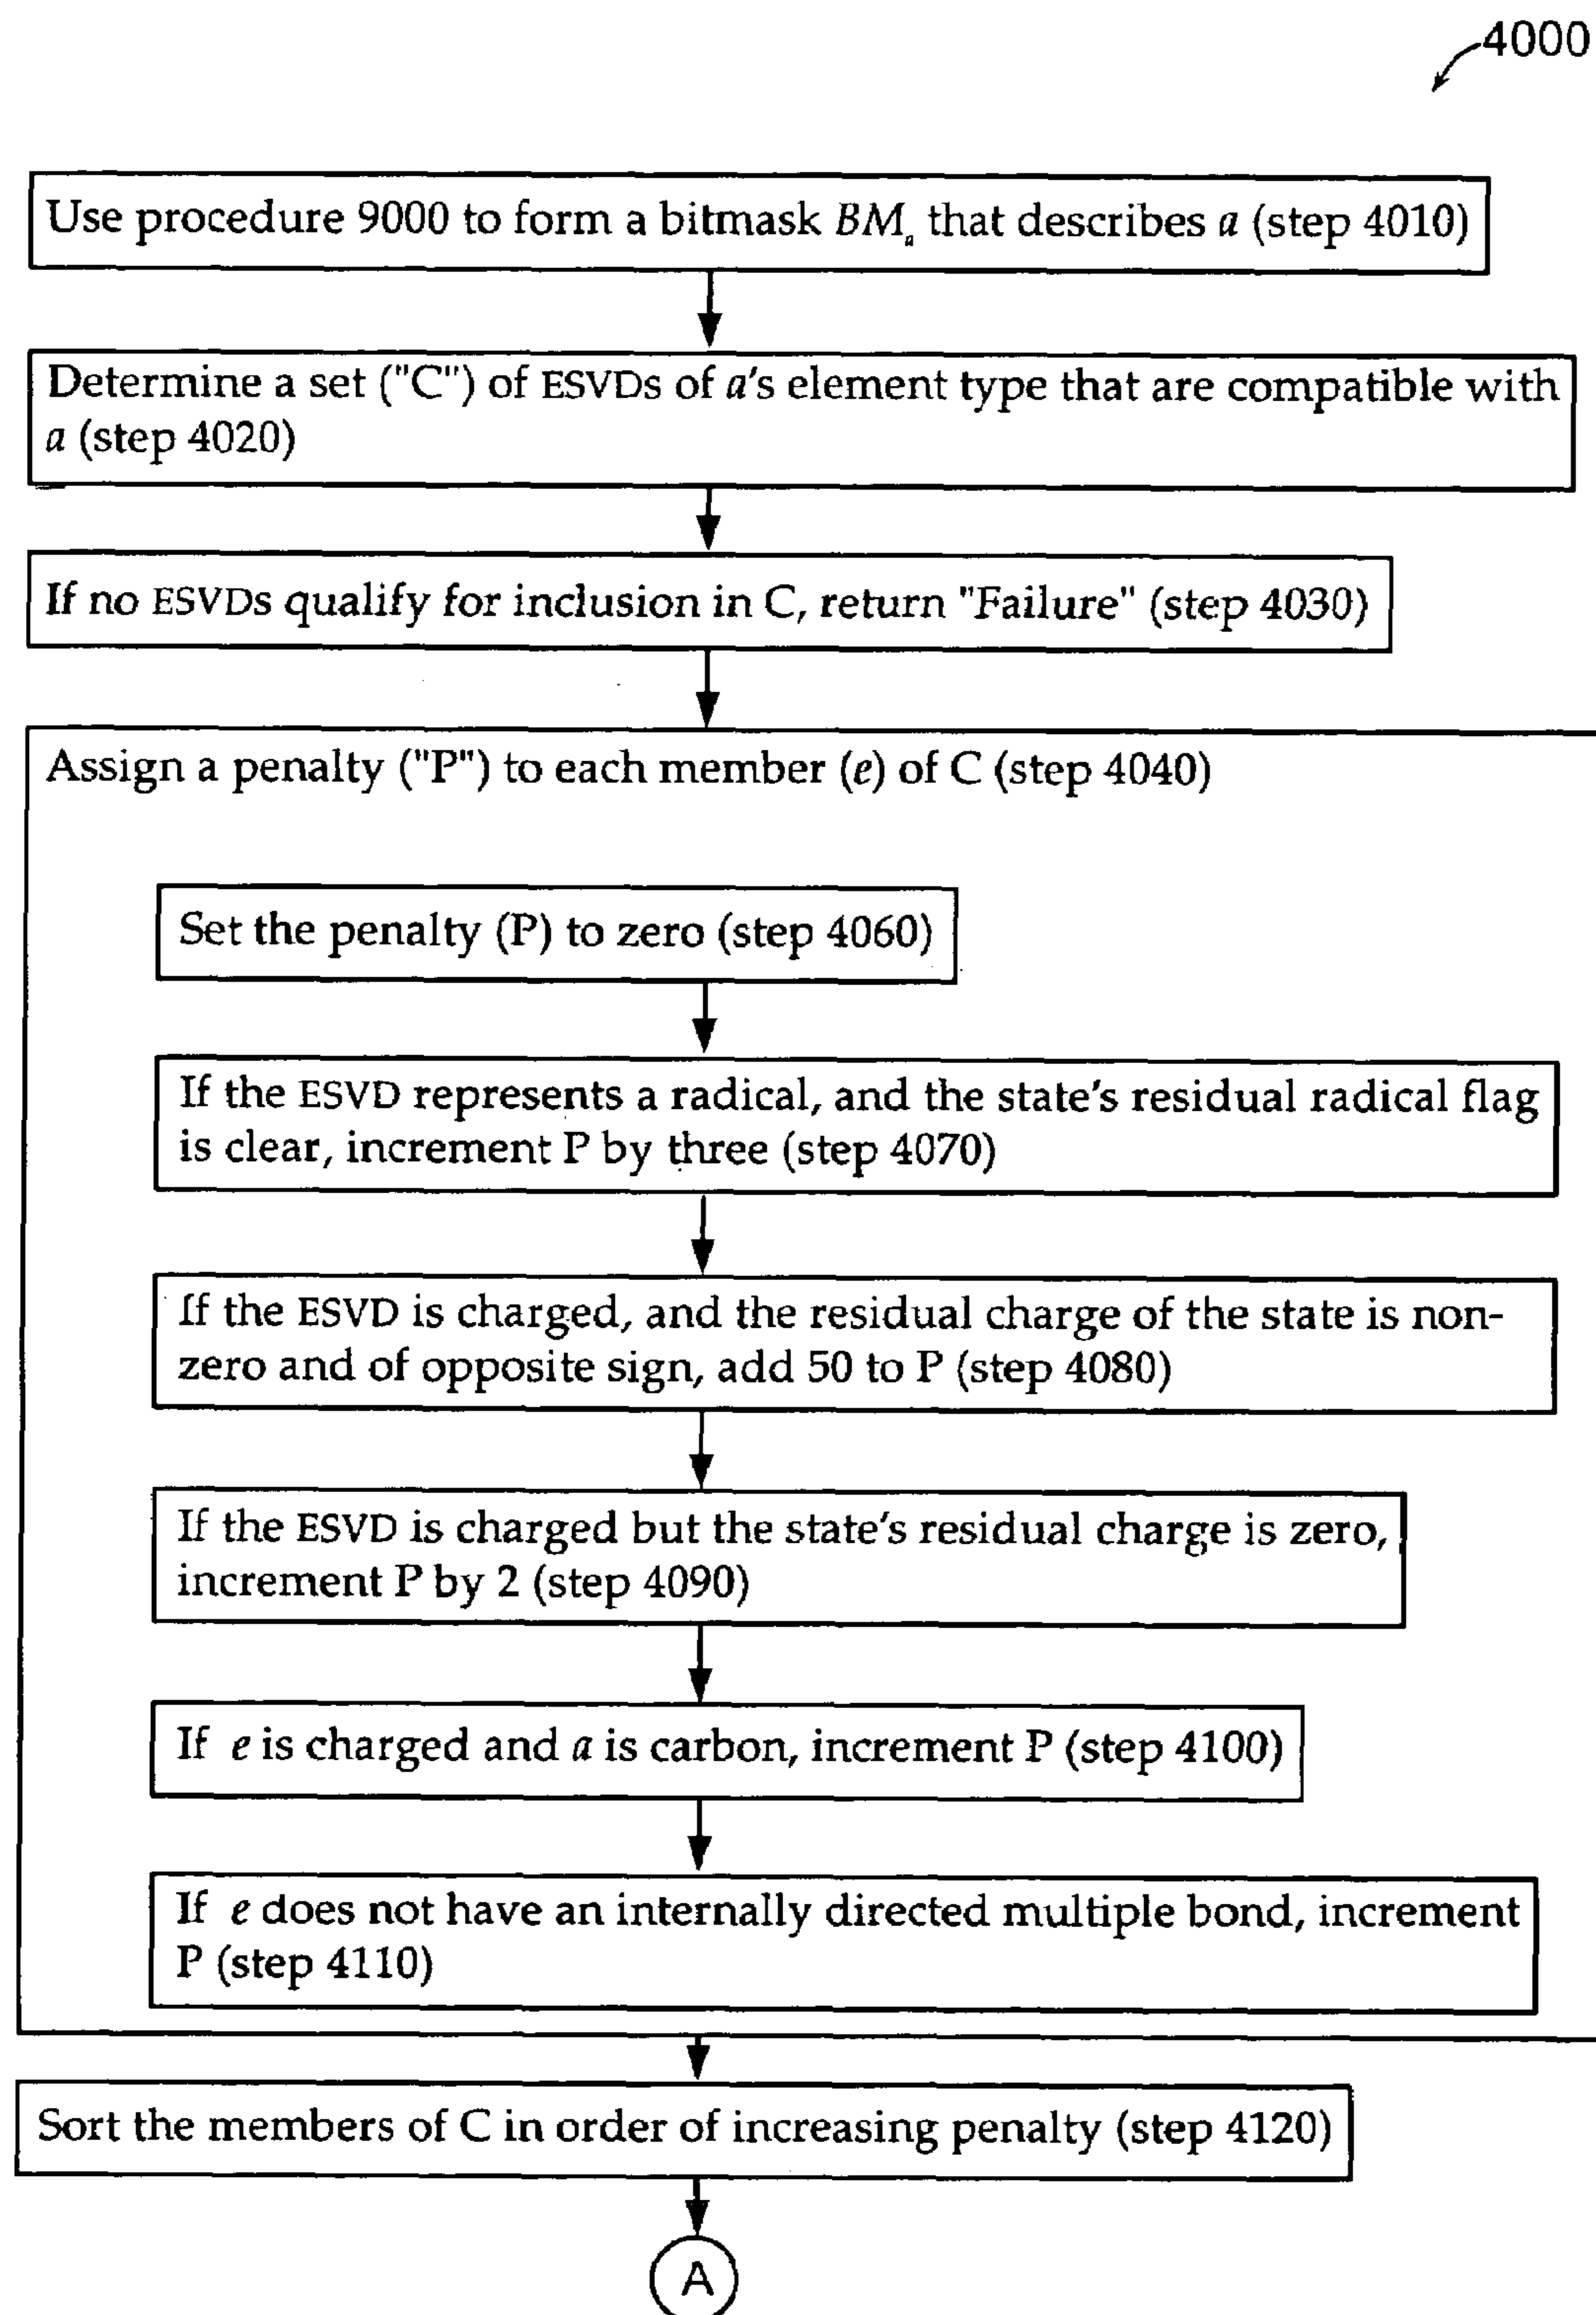 4000
Use procedure 9000 to form a bitmask BMa that describes a (step 4010)
Determine a set ("C") of ESVDs of a's element type that are compatible with
a (step 4020)
If no ESVDs qualify for inclusion in C, return "Failure" (step 4030)
Assign a penalty ("P") to each member (e) of C (step 4040)
Set the penalty (P) to zero (step 4060)
If the ESVD represents a radical, and the state's residual radical flag
is clear, increment P by three (step 4070)
If the ESVD is charged, and the residual charge of the state is non-
zero and of opposite sign, add 50 to P (step 4080)
If the ESVD is charged but the state's residual charge is zero,
increment P by 2 (step 4090)
If e is charged and a is carbon, increment P (step 4100)
If e does not have an internally directed multiple bond, increment
P (step 4110)
Sort the members of C in order of increasing penalty (step 4120)
A